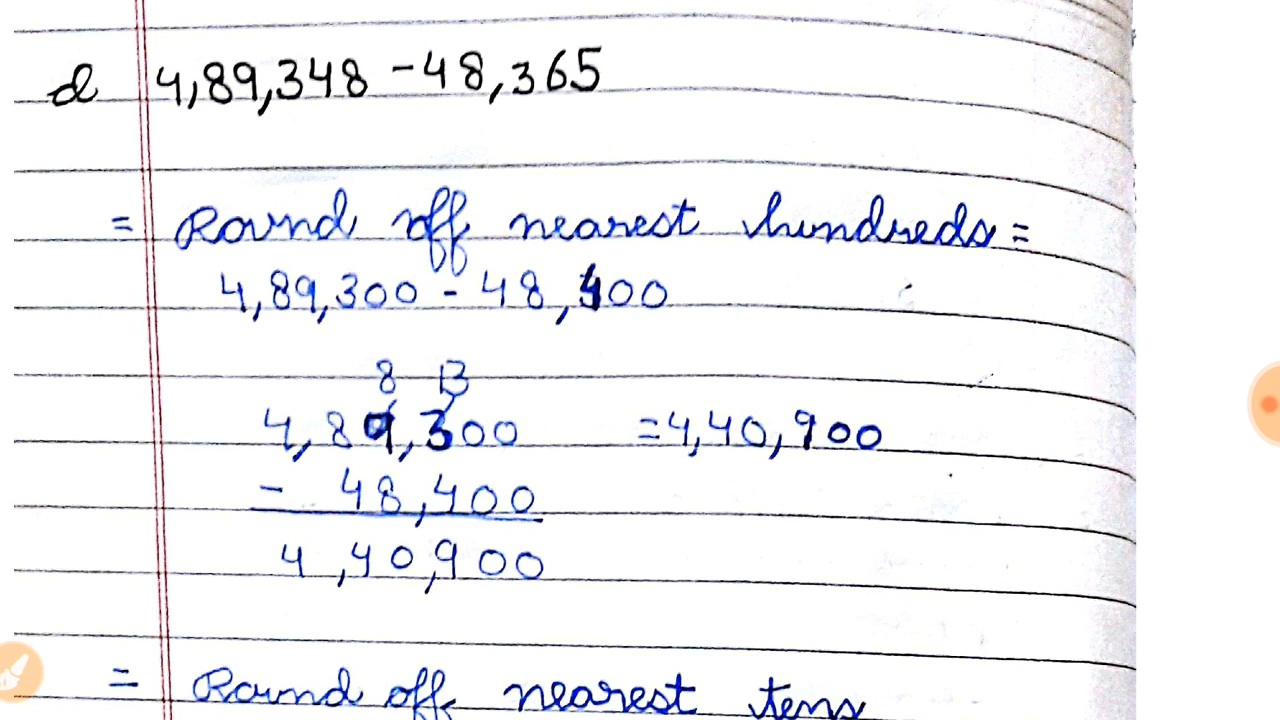 d 4,89,348 - 48,365
= Round off nearest hundreds =
4,89,300 - 48,400
8 13
4,89,300 = 4,40,900
- 48,400
4,40,900
= Round off nearest tens